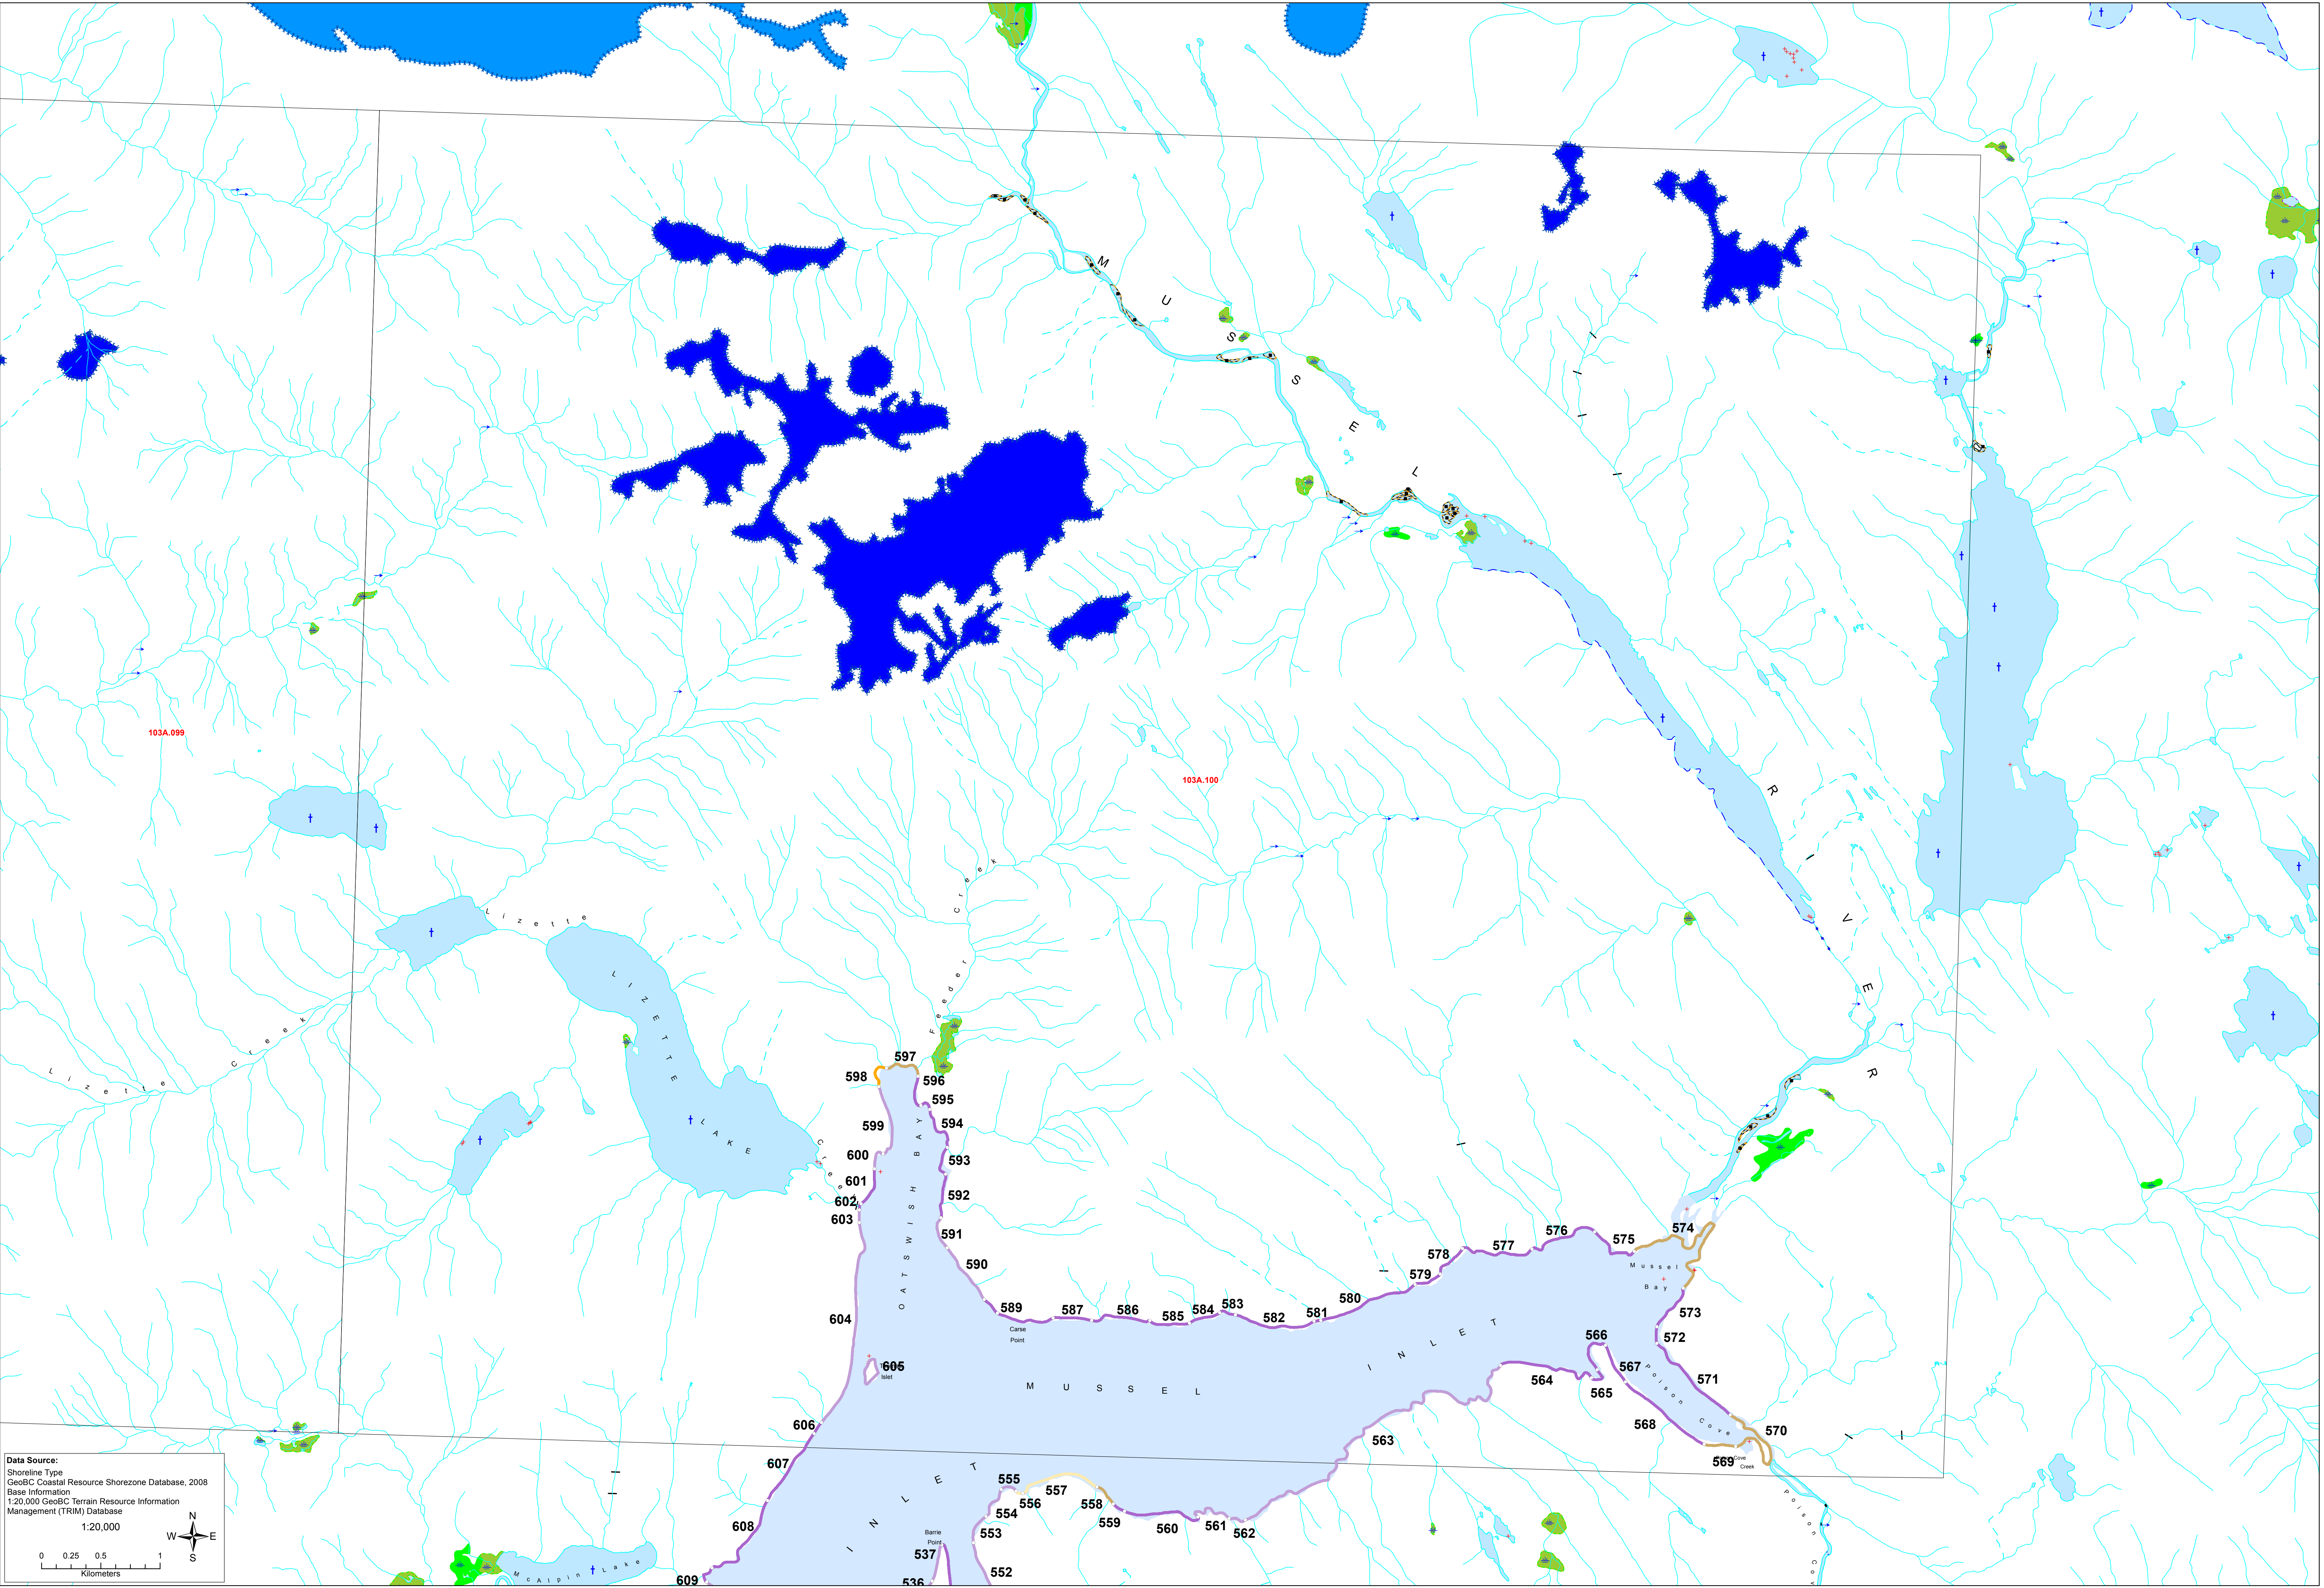 M U S S E L R I V E R
103A.099
103A.100
Lizette
Creek
Lizette
Creek
LIZETTE LAKE
Feeder Creek
597
598
596
595
594
599
600
593
601
602
592
603
591
590
OATSWISH BAY
604
589
587
586
585
584
583
582
581
580
579
578
577
576
575
574
Mussel
Bay
573
572
571
570
569
568
567
566
565
564
563
Carse
Point
605
Islet
MUSSEL INLET
INLET
Poison Cove
Cove
Creek
606
607
608
609
555
556
557
558
559
560
561
562
554
553
552
Barrie
Point
537
536
Poison Cov
McAlpin Lake
Data Source:
Shoreline Type
GeoBC Coastal Resource Shorezone Database, 2008
Base Information
1:20,000 GeoBC Terrain Resource Information
Management (TRIM) Database
1:20,000
N
W E
S
0 0.25 0.5 1
Kilometers